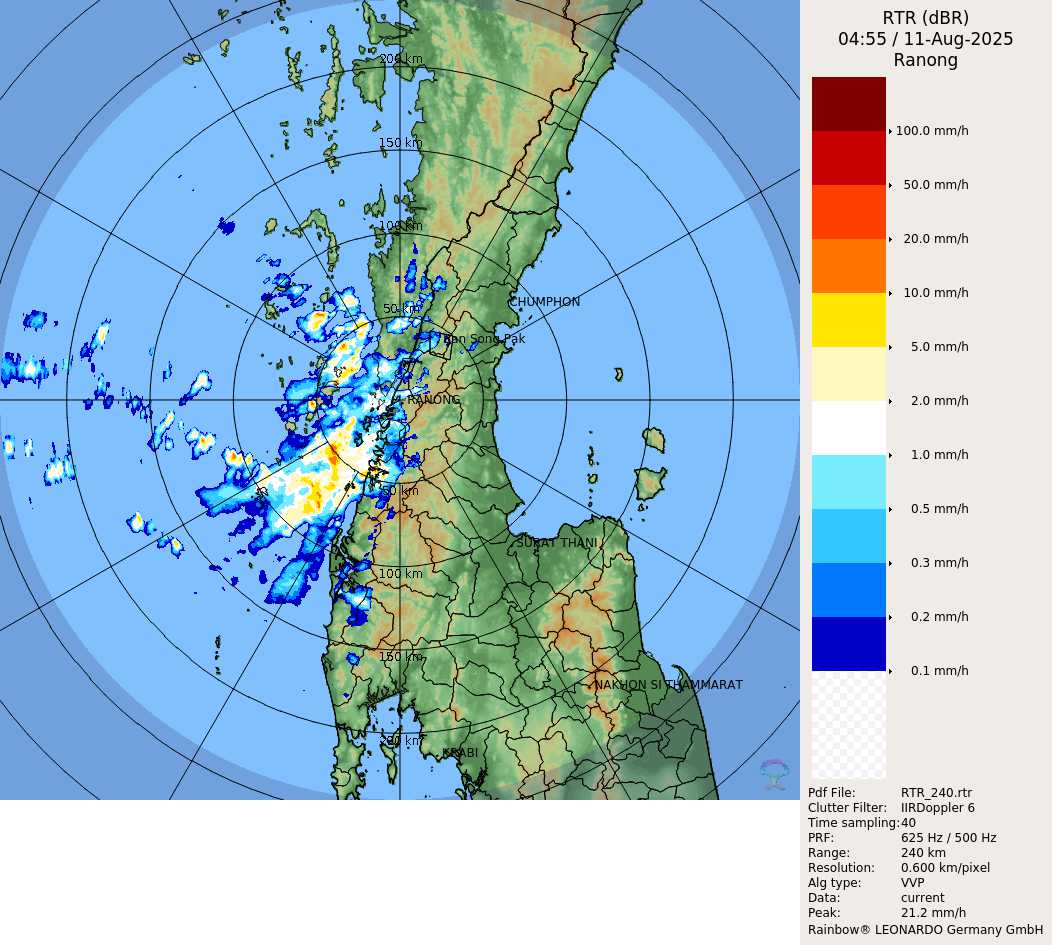 RTR (dBR)
04:55 / 11-Aug-2025
Ranong
200 km
150 km
100 km
50 km
CHUMPHON
Ban Song Pak
RANONG
50 km
SURAT THANI
100 km
150 km
NAKHON SI THAMMARAT
200 km
KRABI
100.0 mm/h
50.0 mm/h
20.0 mm/h
10.0 mm/h
5.0 mm/h
2.0 mm/h
1.0 mm/h
0.5 mm/h
0.3 mm/h
0.2 mm/h
0.1 mm/h
Pdf File: RTR_240.rtr
Clutter Filter: IIRDoppler 6
Time sampling:40
PRF: 625 Hz / 500 Hz
Range: 240 km
Resolution: 0.600 km/pixel
Alg type: VVP
Data: current
Peak: 21.2 mm/h
Rainbow® LEONARDO Germany GmbH